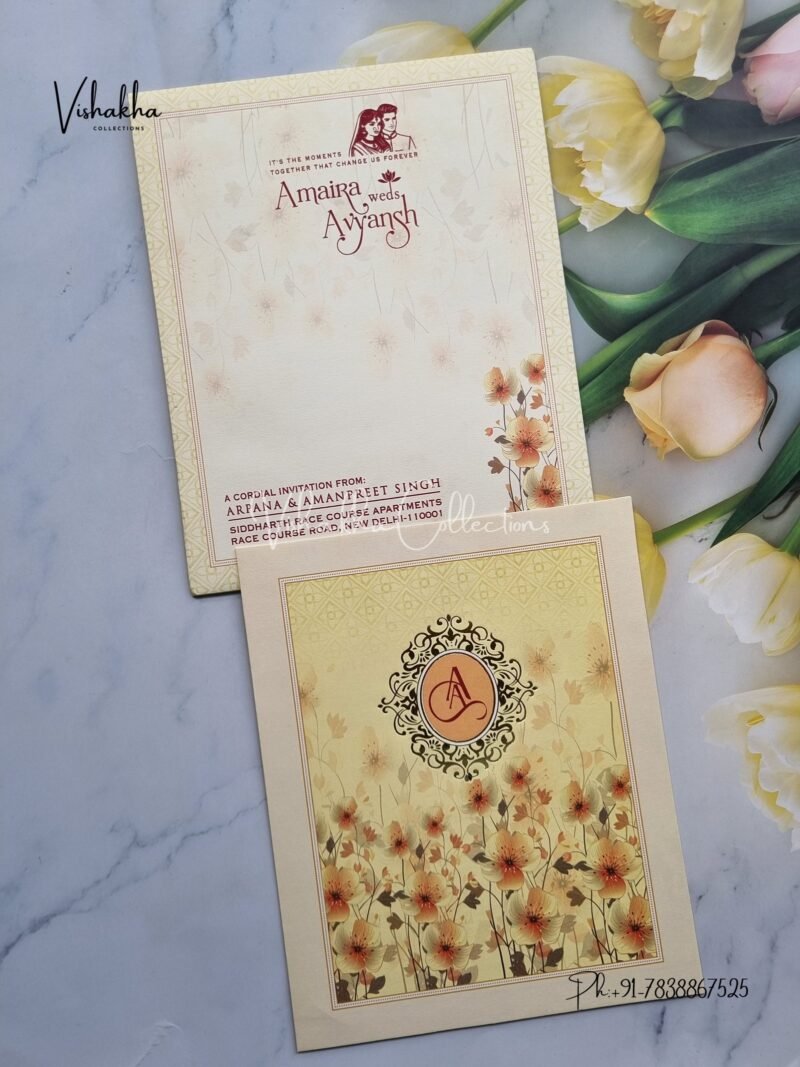 Vishakha
COLLECTIONS
IT'S THE MOMENTS
TOGETHER THAT CHANGE US FOREVER
Amaira weds
Avyansh
A CORDIAL INVITATION FROM:
ARPANA & AMANPREET SINGH
SIDDHARTH RACE COURSE APARTMENTS
RACE COURSE ROAD, NEW DELHI-110001
Vishakha Collections
AA
Ph:+91-7838867525